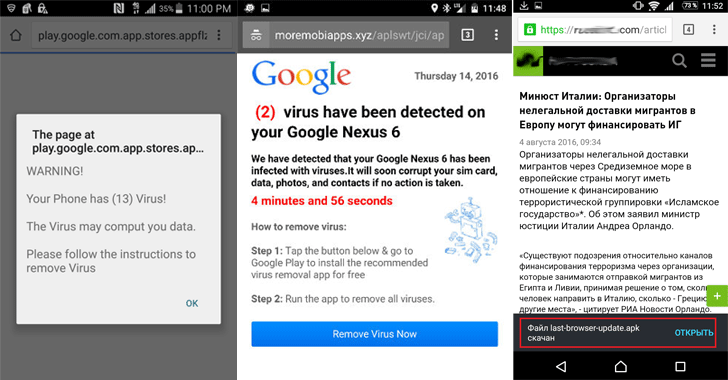 35% 11:00 PM
play.google.com.app.stores.appflz
The page at
play.google.com.app.stores.ap...
WARNING!
Your Phone has (13) Virus!
The Virus may comput you data.
Please follow the instructions to
remove Virus
OK
11:48
moremobiapps.xyz/aplswt/jci/ap
3
Google
Thursday 14, 2016
(2) virus have been detected on
your Google Nexus 6
We have detected that your Google Nexus 6 has been
infected with viruses.It will soon corrupt your sim card,
data, photos, and contacts if no action is taken.
4 minutes and 56 seconds
How to remove virus:
Step 1: Tap the button below & go to
Google Play to install the recommended
virus removal app for free
Step 2: Run the app to remove all viruses.
Remove Virus Now
73% 11:52
https://
.com/articl
4
Минюст Италии: Организаторы
нелегальной доставки мигрантов в
Европу могут финансировать ИГ
4 августа 2016, 09:34
Организаторы нелегальной доставки
мигрантов через Средиземное море в
европейские страны могут иметь
отношение к финансированию
террористической группировки «Исламское
государство»*. Об этом заявил министр
юстиции Италии Андреа Орландо.
«Существуют подозрения относительно каналов
финансирования терроризма через организации,
которые занимаются отправкой мигрантов из
Египта и Ливии, принимая решение о том, скол
человек направить в Италию, сколько - Грецию
другие места», - цитирует РИА Новости Орландо.
+
Файл last-browser-update.apk
скачан
ОТКРЫТЬ